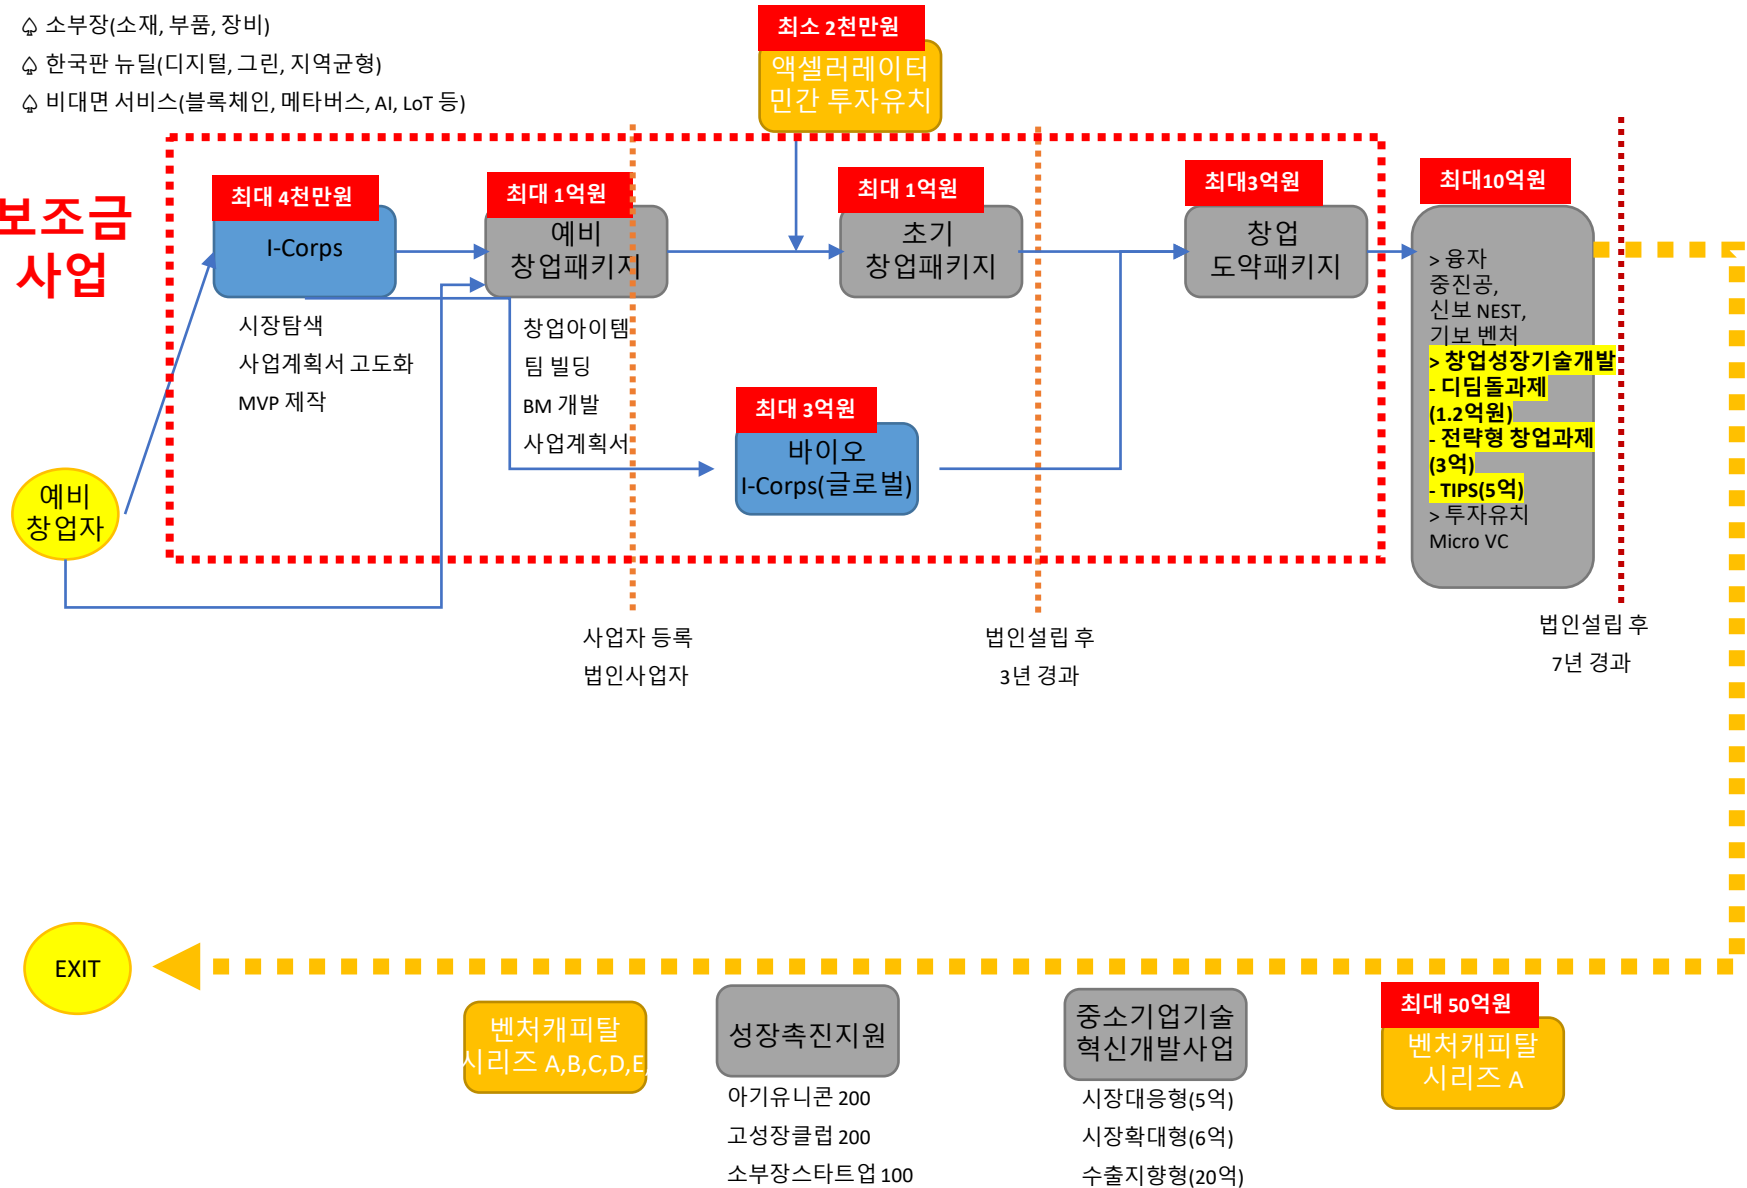 ♤ 소부장(소재, 부품, 장비)
♤ 한국판 뉴딜(디지털, 그린, 지역균형)
♤ 비대면 서비스(블록체인, 메타버스, AI, LoT 등)
최소 2천만원
액셀러레이터
민간 투자유치
보조금
사업
최대 4천만원
I-Corps
시장탐색
사업계획서 고도화
MVP 제작
최대 1억원
예비
창업패키지
창업아이템
팀 빌딩
BM 개발
사업계획서
최대 1억원
초기
창업패키지
최대 3억원
바이오
I-Corps(글로벌)
최대3억원
창업
도약패키지
최대10억원
> 융자
중진공,
신보 NEST,
기보 벤처
> 창업성장기술개발
- 디딤돌과제
(1.2억원)
- 전략형 창업과제
(3억)
- TIPS(5억)
> 투자유치
Micro VC
예비
창업자
사업자 등록
법인사업자
법인설립 후
3년 경과
법인설립 후
7년 경과
EXIT
벤처캐피탈
시리즈 A,B,C,D,E,
성장촉진지원
아기유니콘 200
고성장클럽 200
소부장스타트업 100
중소기업기술
혁신개발사업
시장대응형(5억)
시장확대형(6억)
수출지향형(20억)
최대 50억원
벤처캐피탈
시리즈 A